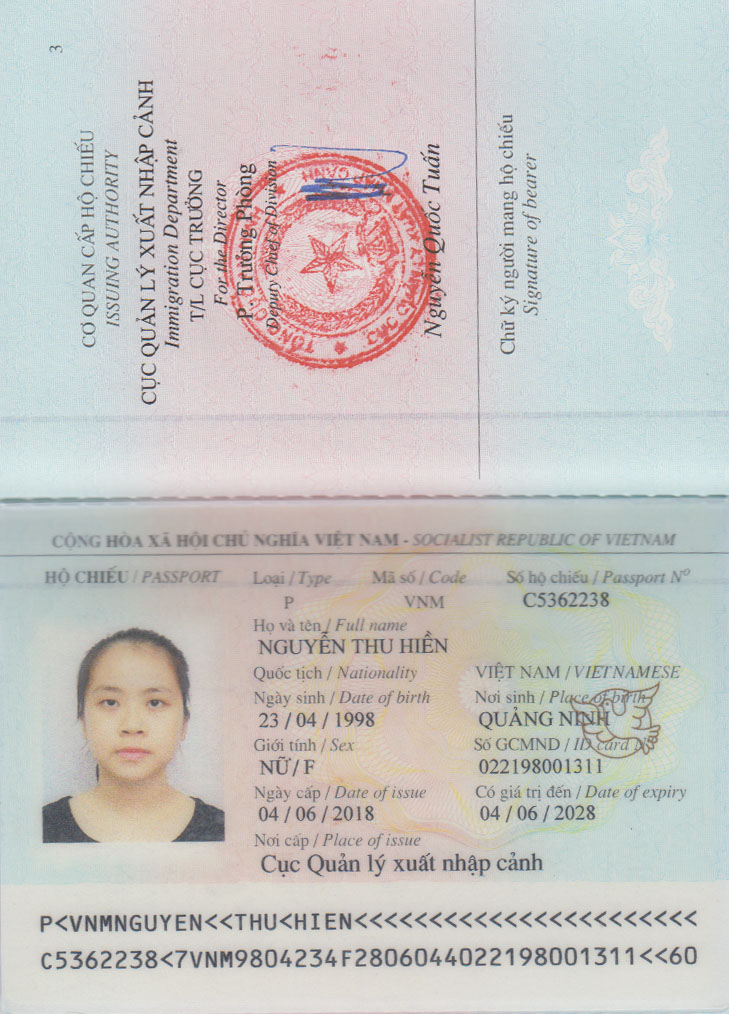 3
CƠ QUAN CẤP HỘ CHIẾU
ISSUING AUTHORITY
CỤC QUẢN LÝ XUẤT NHẬP CẢNH
Immigration Department
T/L CỤC TRƯỞNG
For the Director
P. Trưởng Phòng
Deputy Chief of Division
Nguyễn Quốc Tuấn
Chữ ký người mang hộ chiếu
Signature of bearer
CỘNG HÒA XÃ HỘI CHỦ NGHĨA VIỆT NAM - SOCIALIST REPUBLIC OF VIETNAM
HỘ CHIẾU / PASSPORT Loại / Type Mã số / Code Số hộ chiếu / Passport Nº
P VNM C5362238
Họ và tên / Full name
NGUYỄN THU HIỀN
Quốc tịch / Nationality VIỆT NAM / VIETNAMESE
Ngày sinh / Date of birth Nơi sinh / Place of birth
23 / 04 / 1998 QUẢNG NINH
Giới tính / Sex Số GCMND / ID card
NỮ / F 022198001311
Ngày cấp / Date of issue Có giá trị đến / Date of expiry
04 / 06 / 2018 04 / 06 / 2028
Nơi cấp / Place of issue
Cục Quản lý xuất nhập cảnh
P<VNMNGUYEN<<THU<HIEN<<<<<<<<<<<<<<<<<<<<<<<
C5362238<7VNM9804234F2806044022198001311<<60